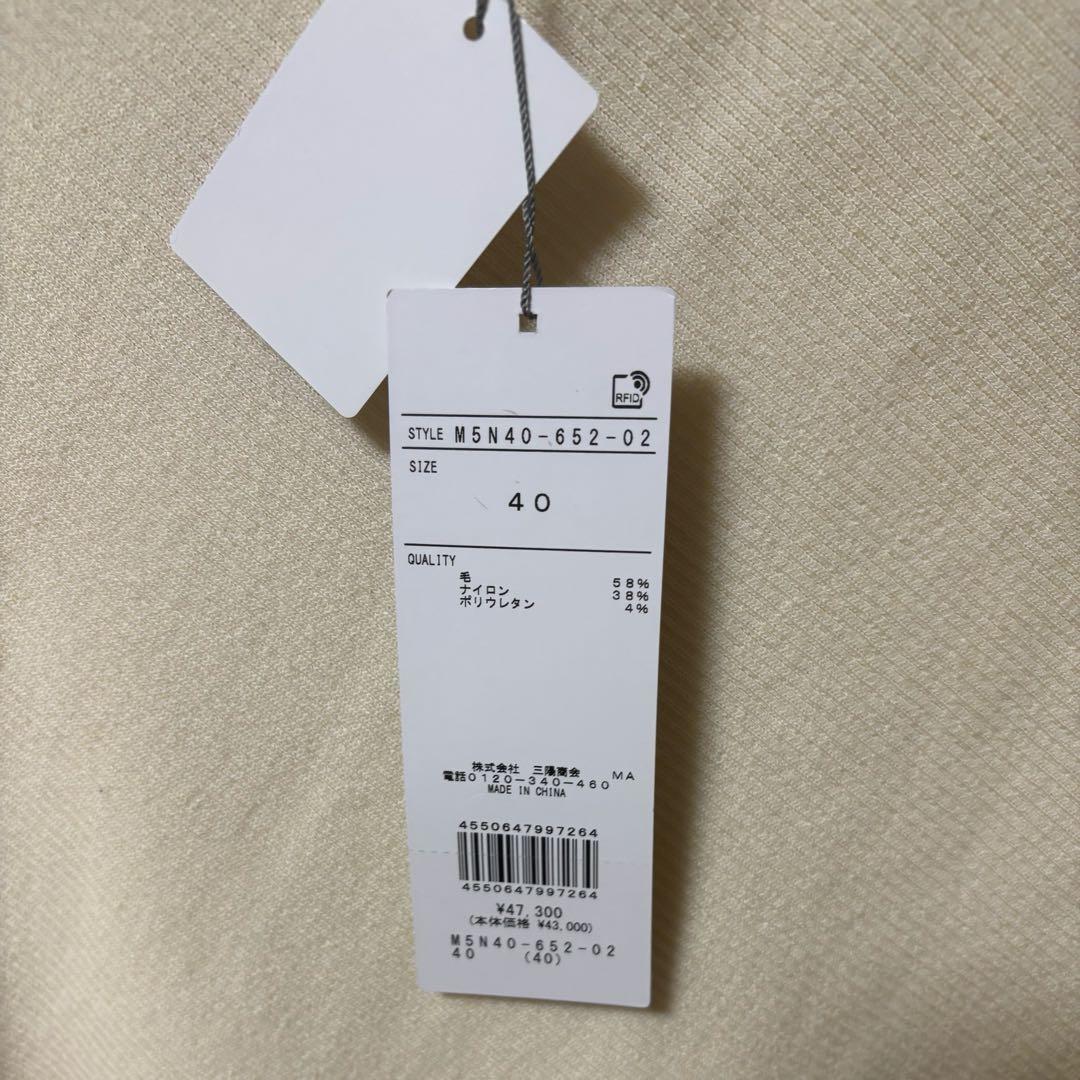 RFID
STYLE M5N40-652-02
SIZE
40
QUALITY
毛 58%
ナイロン 38%
ポリウレタン 4%
株式会社 三陽商会 MA
電話0120-340-460
MADE IN CHINA
4550647997264
4550647997264
¥47,300
(本体価格 ¥43,000)
M5N40-652-02
40 (40)